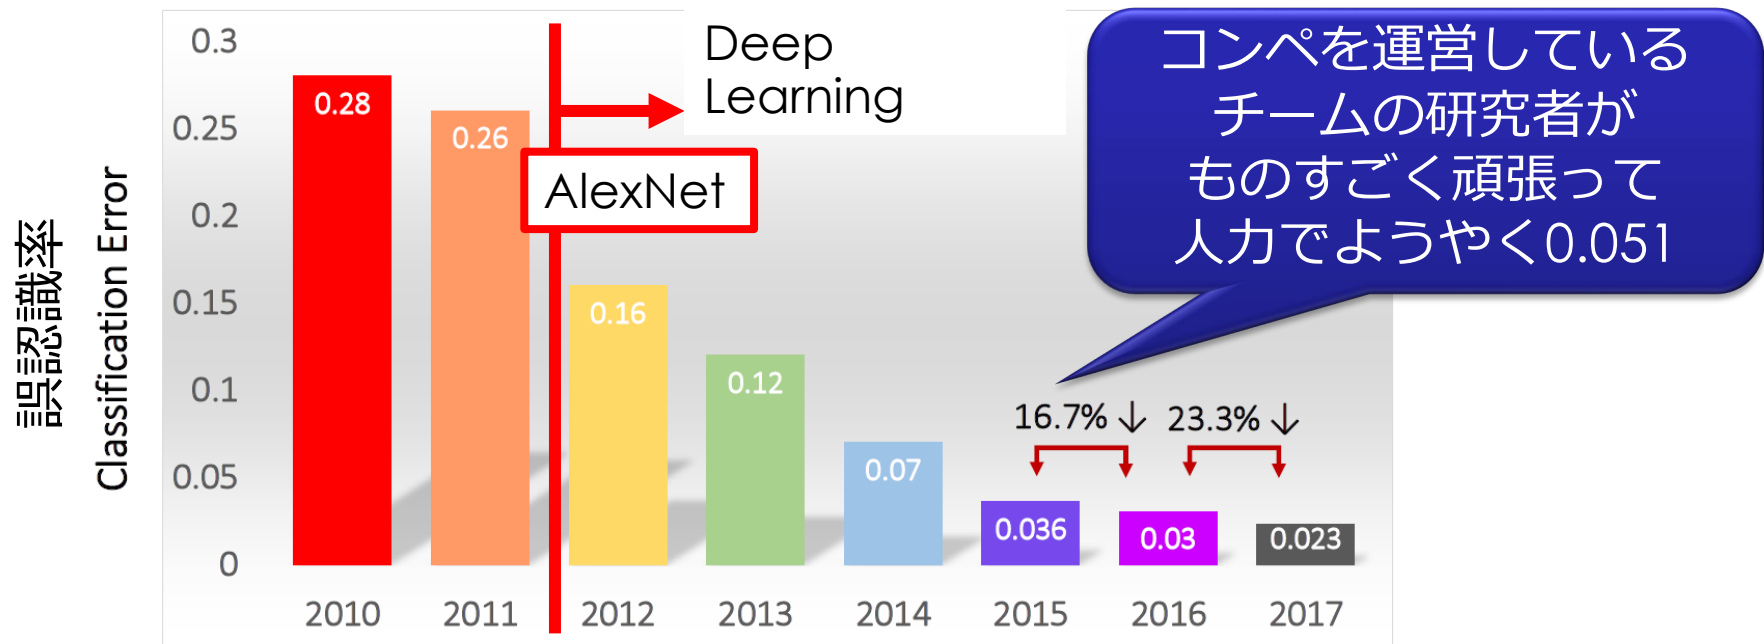 誤認識率
Classification Error
0.3
0.25
0.2
0.15
0.1
0.05
0
0.28
0.26
0.16
0.12
0.07
0.036
0.03
0.023
Deep
Learning
AlexNet
コンペを運営している
チームの研究者が
ものすごく頑張って
人力でようやく0.051
16.7% ↓
23.3% ↓
2010
2011
2012
2013
2014
2015
2016
2017